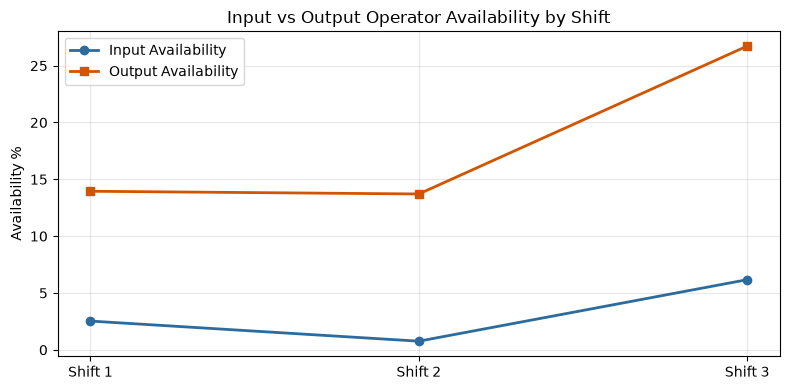 Input vs Output Operator Availability by Shift
Input Availability
Output Availability
Availability %
25
20
15
10
5
0
Shift 1
Shift 2
Shift 3